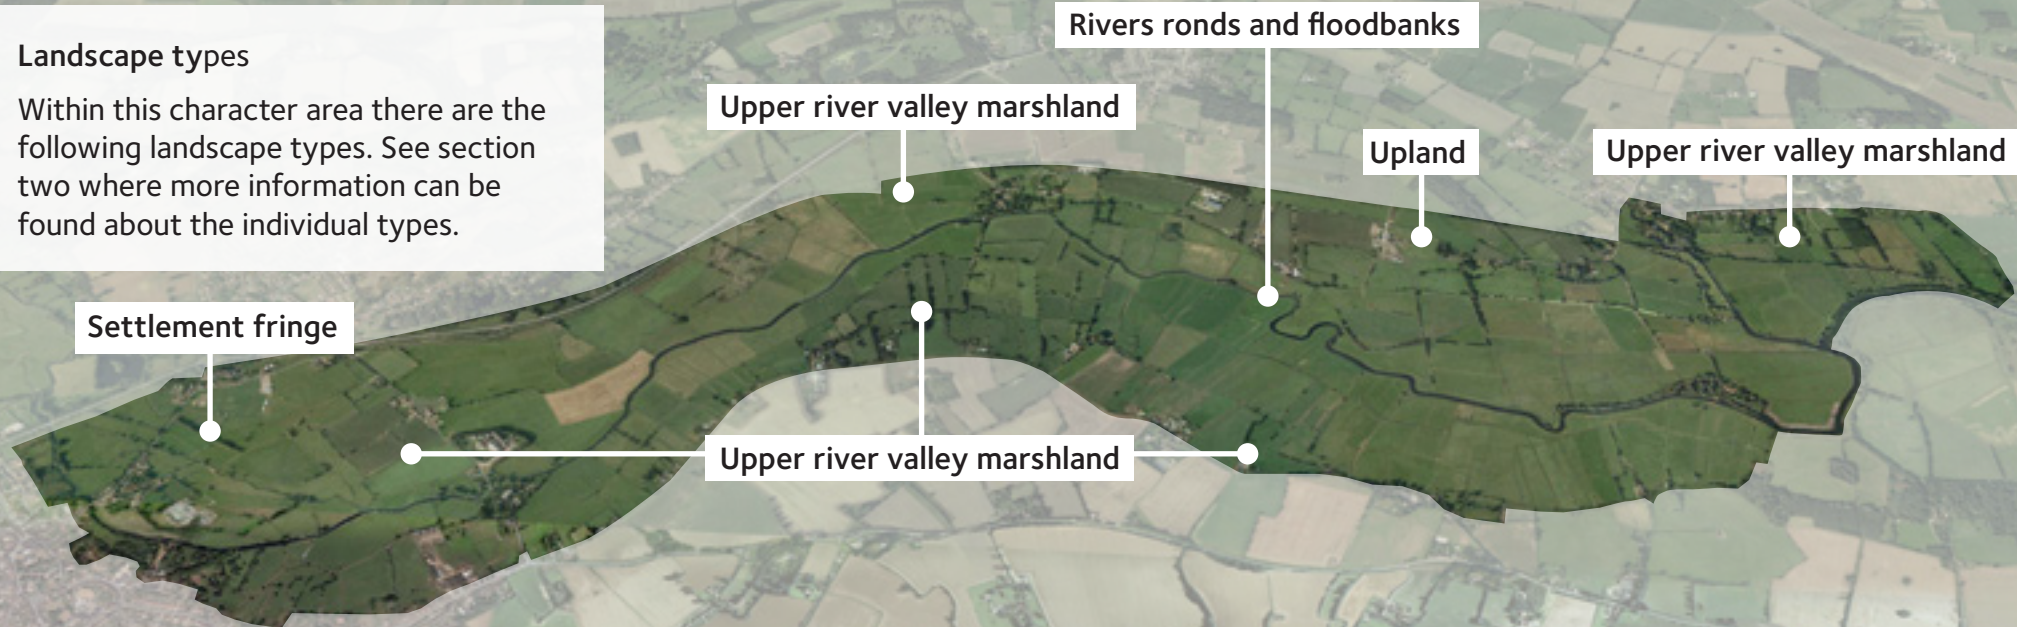 Landscape types
Within this character area there are the
following landscape types. See section
two where more information can be
found about the individual types.
Rivers ronds and floodbanks
Upper river valley marshland
Upland
Upper river valley marshland
Settlement fringe
Upper river valley marshland